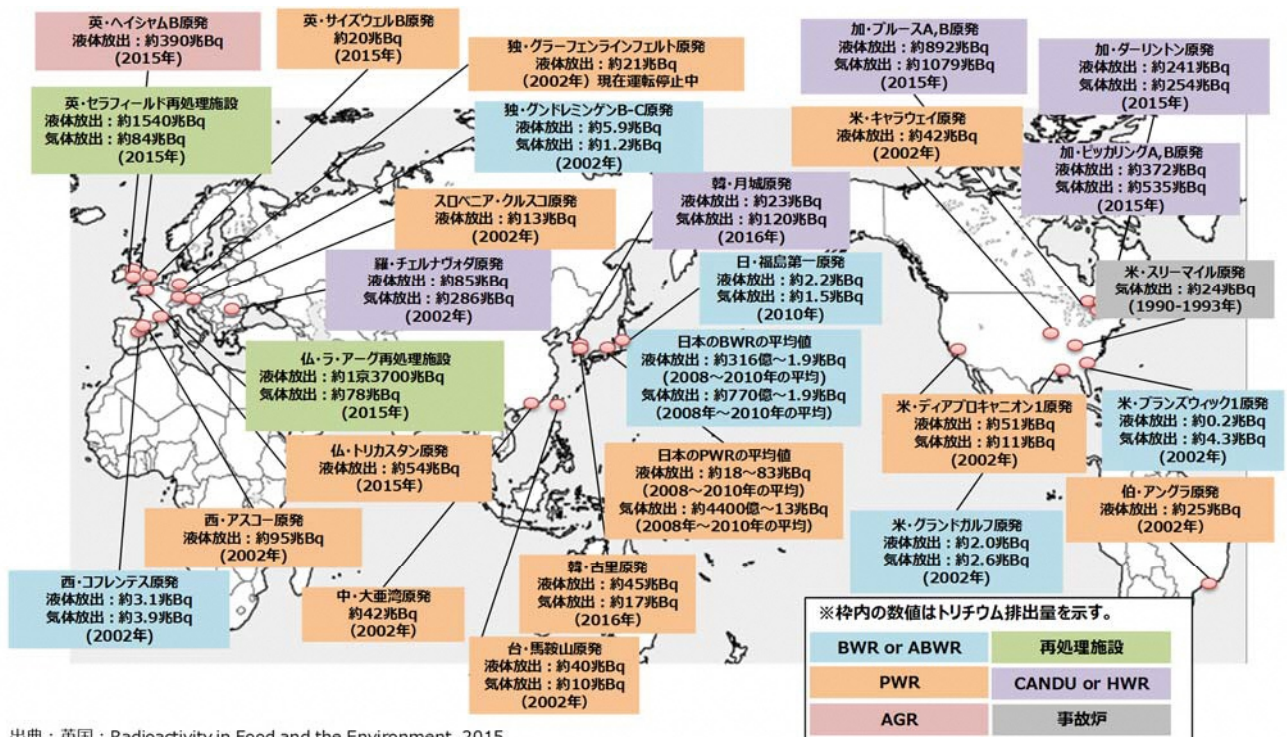 英・ヘイシャムB原発
液体放出：約390兆Bq
(2015年)
英・サイズウェルB原発
約20兆Bq
(2015年)
独・グラーフェンラインフェルト原発
液体放出：約21兆Bq
(2002年) 現在運転停止中
加・ブルースA,B原発
液体放出：約892兆Bq
気体放出：約1079兆Bq
(2015年)
加・ダーリントン原発
液体放出：約241兆Bq
気体放出：約254兆Bq
(2015年)
英・セラフィールド再処理施設
液体放出：約1540兆Bq
気体放出：約84兆Bq
(2015年)
独・グンドレミンゲンB-C原発
液体放出：約5.9兆Bq
気体放出：約1.2兆Bq
(2002年)
米・キャラウェイ原発
液体放出：約42兆Bq
(2002年)
加・ピッカリングA,B原発
液体放出：約372兆Bq
気体放出：約535兆Bq
(2015年)
スロベニア・クルスコ原発
液体放出：約13兆Bq
(2002年)
韓・月城原発
液体放出：約23兆Bq
気体放出：約120兆Bq
(2016年)
羅・チェルナヴォダ原発
液体放出：約85兆Bq
気体放出：約286兆Bq
(2002年)
日・福島第一原発
液体放出：約2.2兆Bq
気体放出：約1.5兆Bq
(2010年)
米・スリーマイル原発
気体放出：約24兆Bq
(1990-1993年)
仏・ラ・アーグ再処理施設
液体放出：約1京3700兆Bq
気体放出：約78兆Bq
(2015年)
日本のBWRの平均値
液体放出：約316億～1.9兆Bq
(2008～2010年の平均)
気体放出：約770億～1.9兆Bq
(2008年～2010年の平均)
米・ディアブロキャニオン1原発
液体放出：約51兆Bq
気体放出：約11兆Bq
(2002年)
米・ブランズウィック1原発
液体放出：約0.2兆Bq
気体放出：約4.3兆Bq
(2002年)
仏・トリカスタン原発
液体放出：約54兆Bq
(2015年)
日本のPWRの平均値
液体放出：約18～83兆Bq
(2008～2010年の平均)
気体放出：約4400億～13兆Bq
(2008年～2010年の平均)
西・アスコー原発
液体放出：約95兆Bq
(2002年)
伯・アングラ原発
液体放出：約25兆Bq
(2002年)
米・グランドガルフ原発
液体放出：約2.0兆Bq
気体放出：約2.6兆Bq
(2002年)
西・コフレンテス原発
液体放出：約3.1兆Bq
気体放出：約3.9兆Bq
(2002年)
中・大亜湾原発
約42兆Bq
(2002年)
韓・古里原発
液体放出：約45兆Bq
気体放出：約17兆Bq
(2016年)
台・馬鞍山原発
液体放出：約40兆Bq
気体放出：約10兆Bq
(2002年)
※枠内の数値はトリチウム排出量を示す。
BWR or ABWR
再処理施設
PWR
CANDU or HWR
AGR
事故炉
出典：英国：Radioactivity in Food and the Environment, 2015